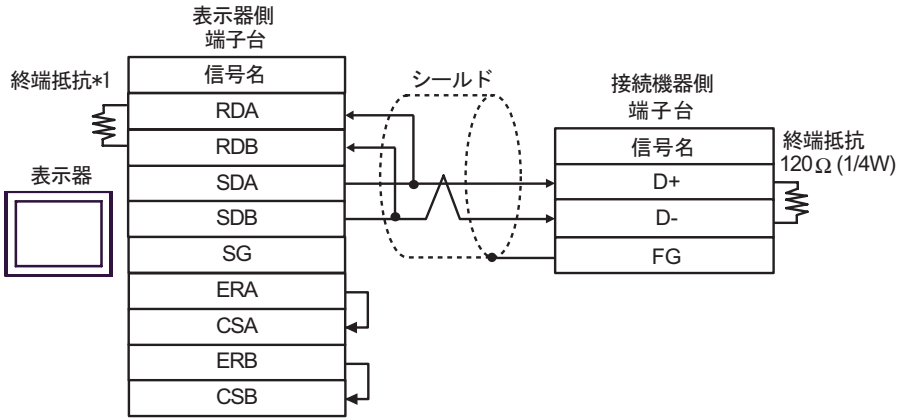 表示器側
端子台
終端抵抗*1
信号名
RDA
RDB
SDA
SDB
SG
ERA
CSA
ERB
CSB
表示器
シールド
接続機器側
端子台
信号名
D+
D-
FG
終端抵抗
120Ω(1/4W)